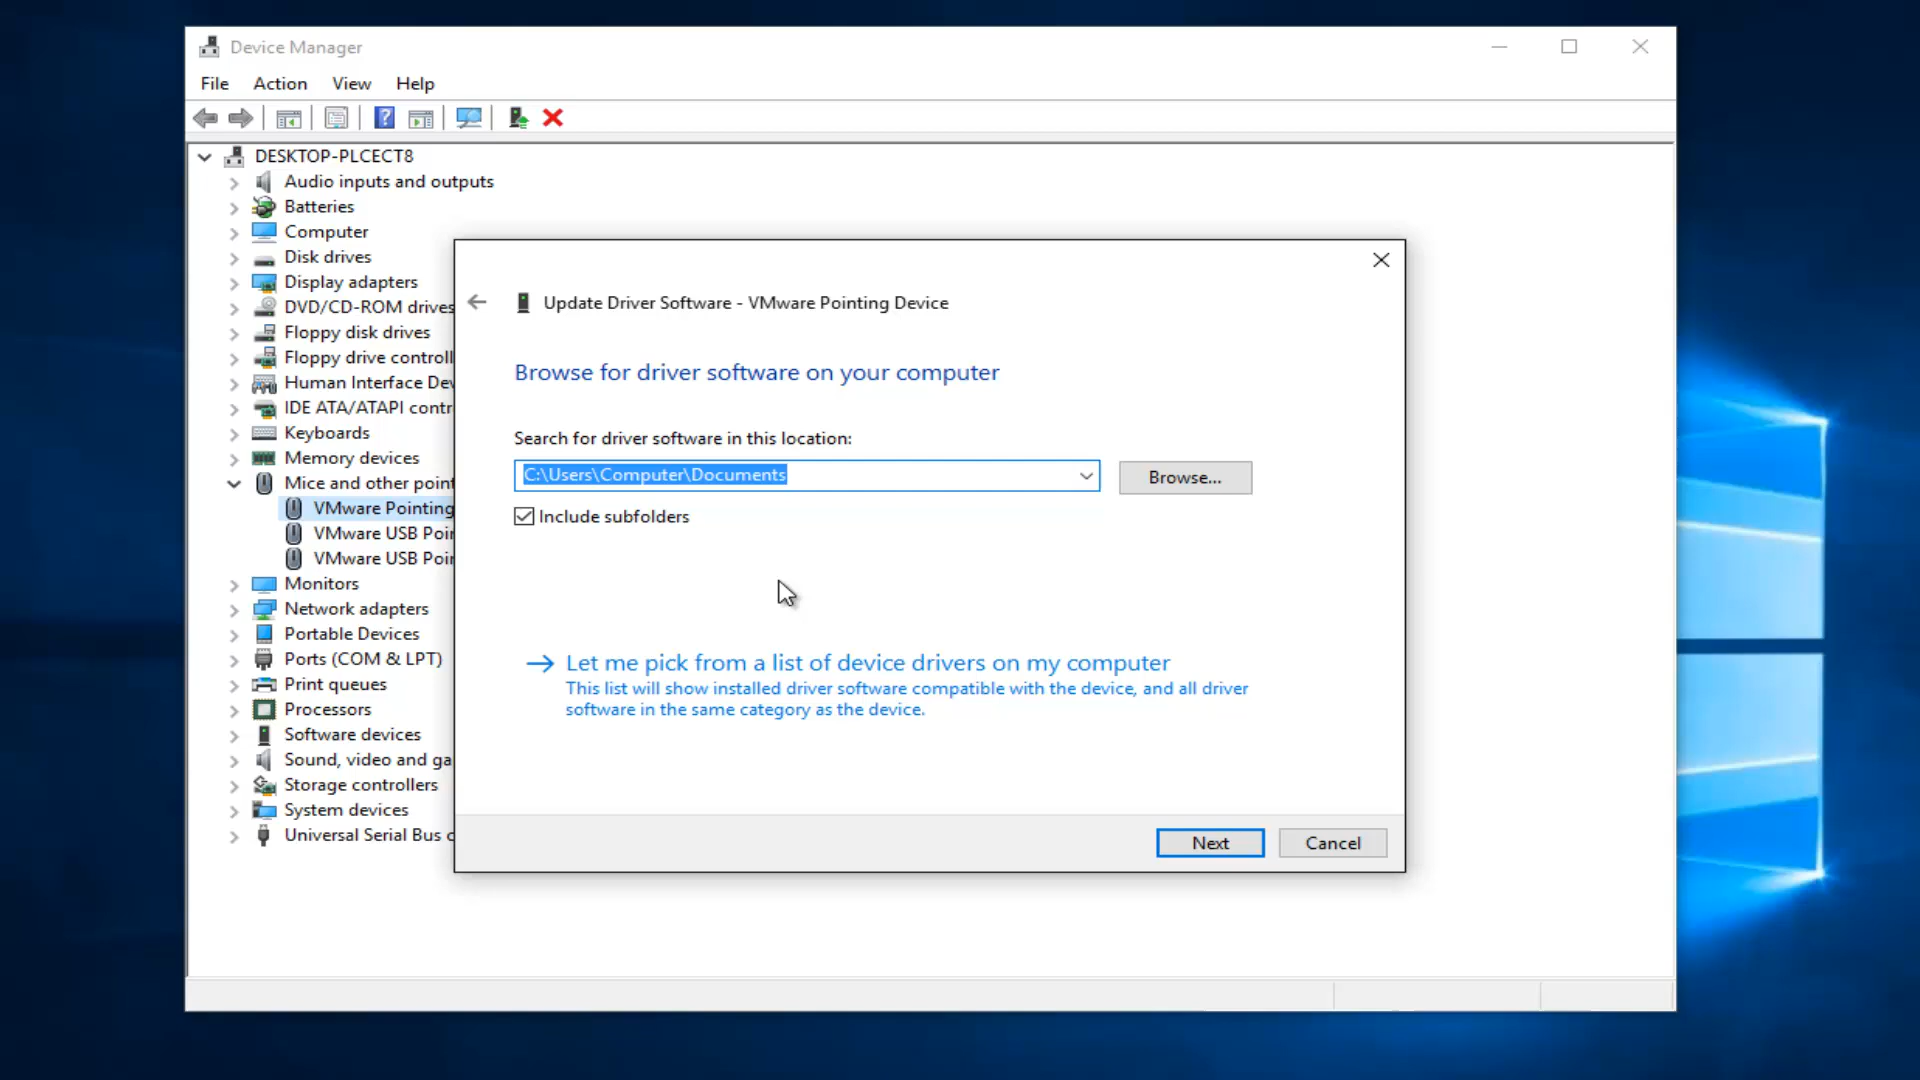 Device Manager
File Action View Help
DESKTOP-PLCECT8
Audio inputs and outputs
Batteries
Computer
Disk drives
Display adapters
DVD/CD-ROM drives
Floppy disk drives
Floppy drive controll
Human Interface Dev
IDE ATA/ATAPI contr
Keyboards
Memory devices
Mice and other point
VMware Pointing
VMware USB Poin
VMware USB Poin
Monitors
Network adapters
Portable Devices
Ports (COM & LPT)
Print queues
Processors
Software devices
Sound, video and ga
Storage controllers
System devices
Universal Serial Bus c
Update Driver Software - VMware Pointing Device
Browse for driver software on your computer
Search for driver software in this location:
C:\Users\Computer\Documents
Browse...
Include subfolders
Let me pick from a list of device drivers on my computer
This list will show installed driver software compatible with the device, and all driver
software in the same category as the device.
Next Cancel